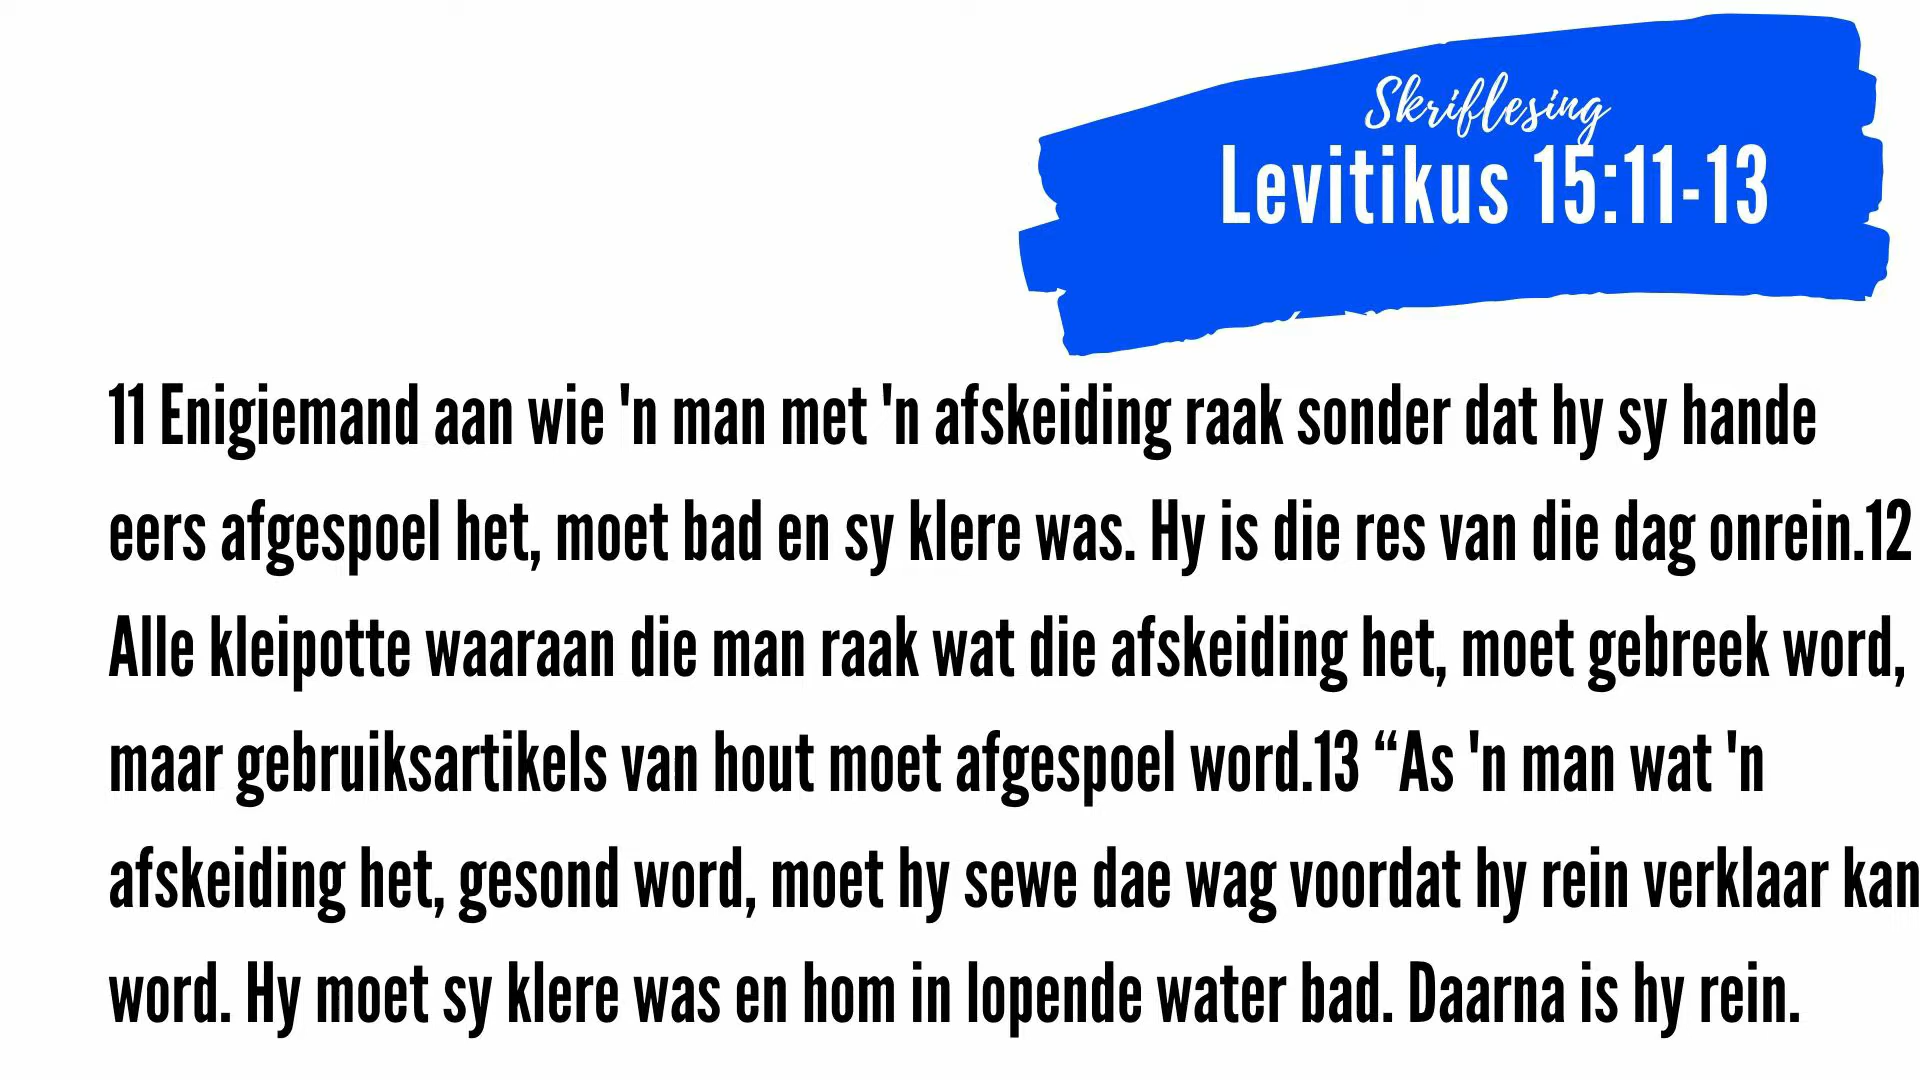 Skriflesing
Levitikus 15:11-13
11 Enigiemand aan wie 'n man met 'n afskeiding raak sonder dat hy sy hande
eers afgespoel het, moet bad en sy klere was. Hy is die res van die dag onrein.12
Alle kleipotte waaraan die man raak wat die afskeiding het, moet gebreek word,
maar gebruiksartikels van hout moet afgespoel word.13 “As 'n man wat 'n
afskeiding het, gesond word, moet hy sewe dae wag voordat hy rein verklaar kan
word. Hy moet sy klere was en hom in lopende water bad. Daarna is hy rein.